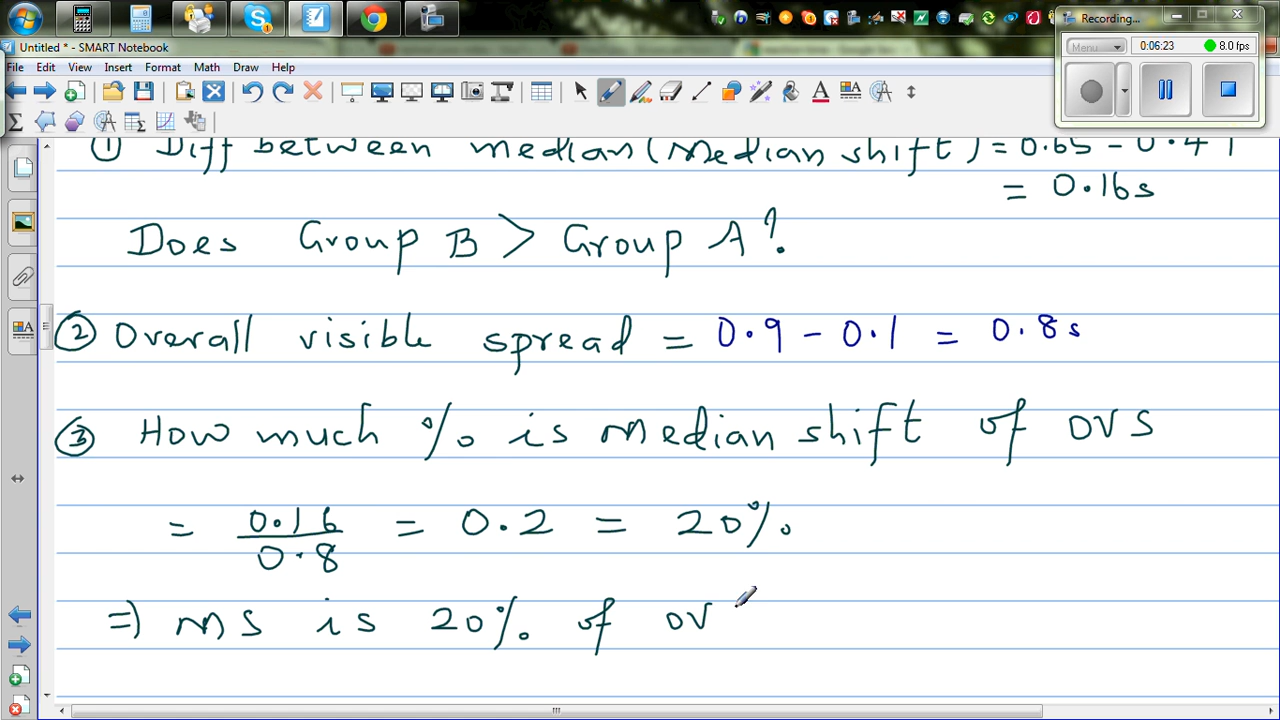 Recording...
Untitled * - SMART Notebook
Menu
0:06:23
8.0 fps
File Edit View Insert Format Math Draw Help
① Diff between median (Median shift) = 0.65 - 0.49
= 0.16s
Does Group B > Group A?
② Overall visible spread = 0.9 - 0.1 = 0.8s
③ How much % is median shift of OVS
= 0.16/0.8 = 0.2 = 20%
⇒ MS is 20% of OV